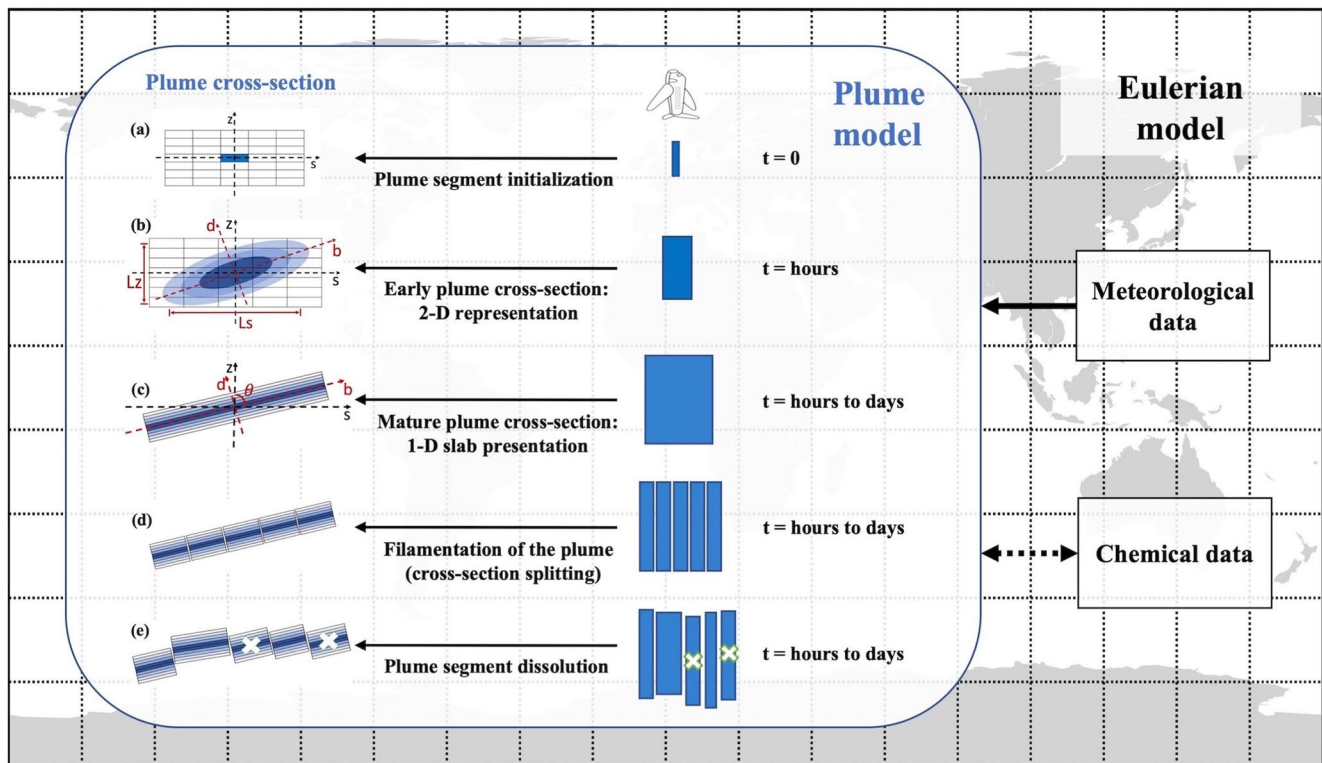 Plume cross-section
Plume
model
Eulerian
model
(a)
z
s
Plume segment initialization
t = 0
(b)
d
z
b
s
Lz
Ls
Early plume cross-section:
2-D representation
t = hours
Meteorological
data
(c)
z
d
θ
b
s
Mature plume cross-section:
1-D slab presentation
t = hours to days
(d)
Filamentation of the plume
(cross-section splitting)
t = hours to days
Chemical data
(e)
Plume segment dissolution
t = hours to days